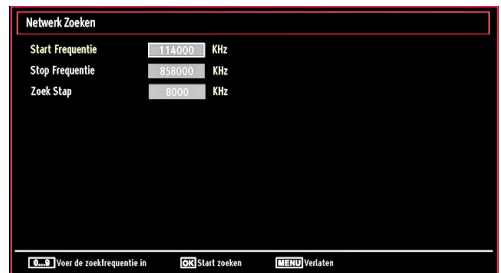 Netwerk Zoeken
Start Frequentie 114000 KHz
Stop Frequentie 858000 KHz
Zoek Stap 8000 KHz
0...9 Voer de zoekfrequentie in OK Start zoeken MENU Verlaten